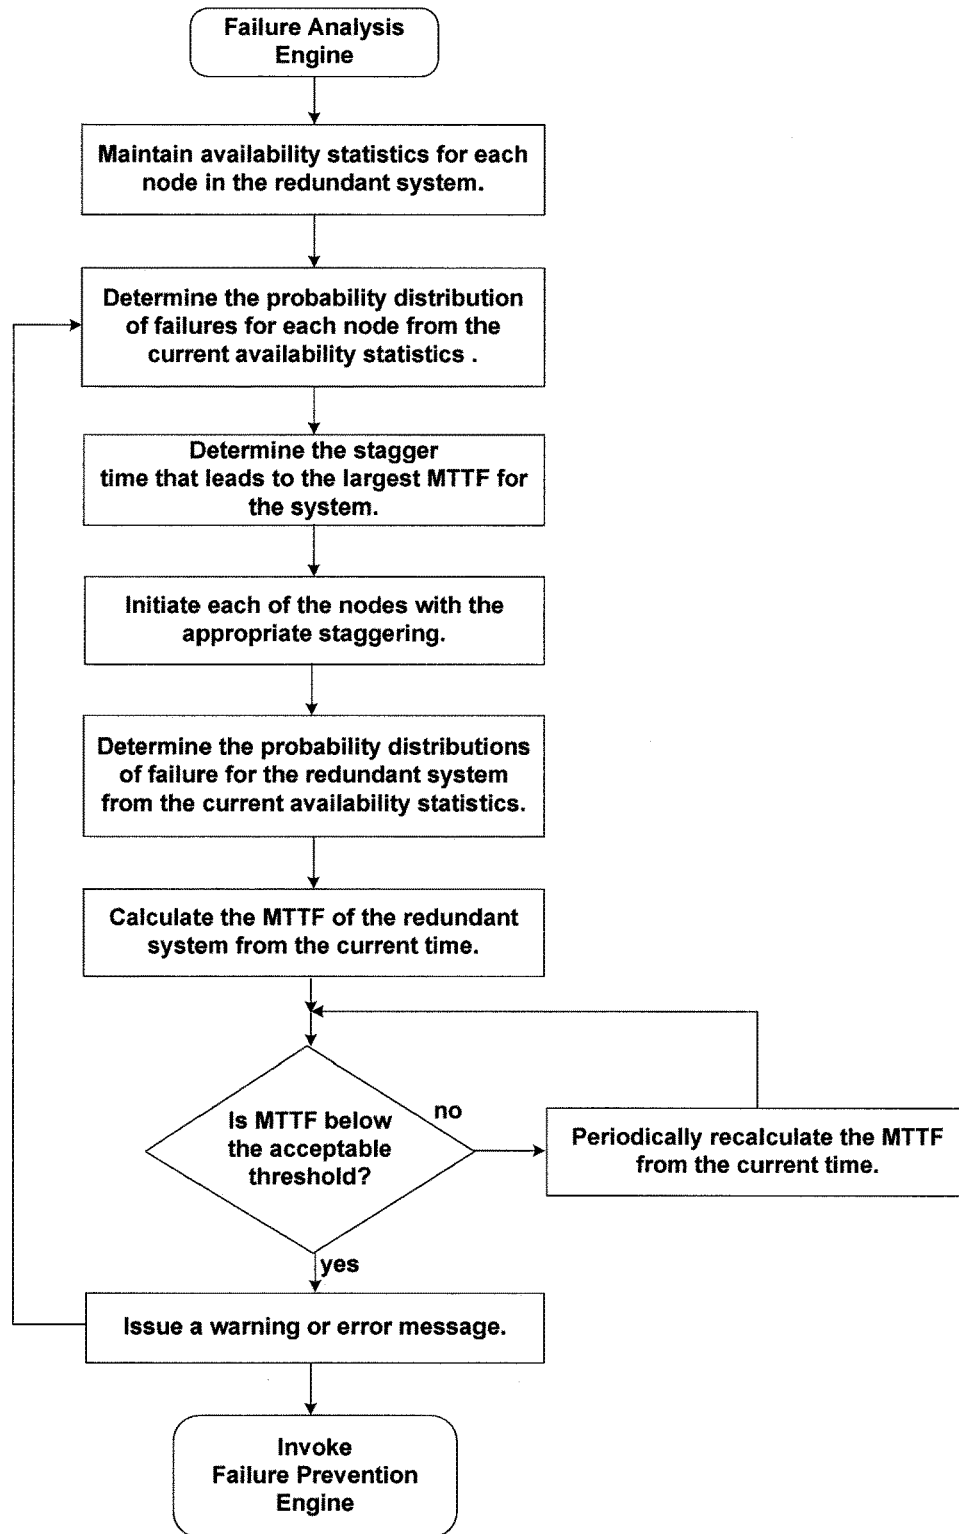 Failure Analysis
Engine
Maintain availability statistics for each
node in the redundant system.
Determine the probability distribution
of failures for each node from the
current availability statistics .
Determine the stagger
time that leads to the largest MTTF for
the system.
Initiate each of the nodes with the
appropriate staggering.
Determine the probability distributions
of failure for the redundant system
from the current availability statistics.
Calculate the MTTF of the redundant
system from the current time.
Is MTTF below
the acceptable
threshold?
no
Periodically recalculate the MTTF
from the current time.
yes
Issue a warning or error message.
Invoke
Failure Prevention
Engine